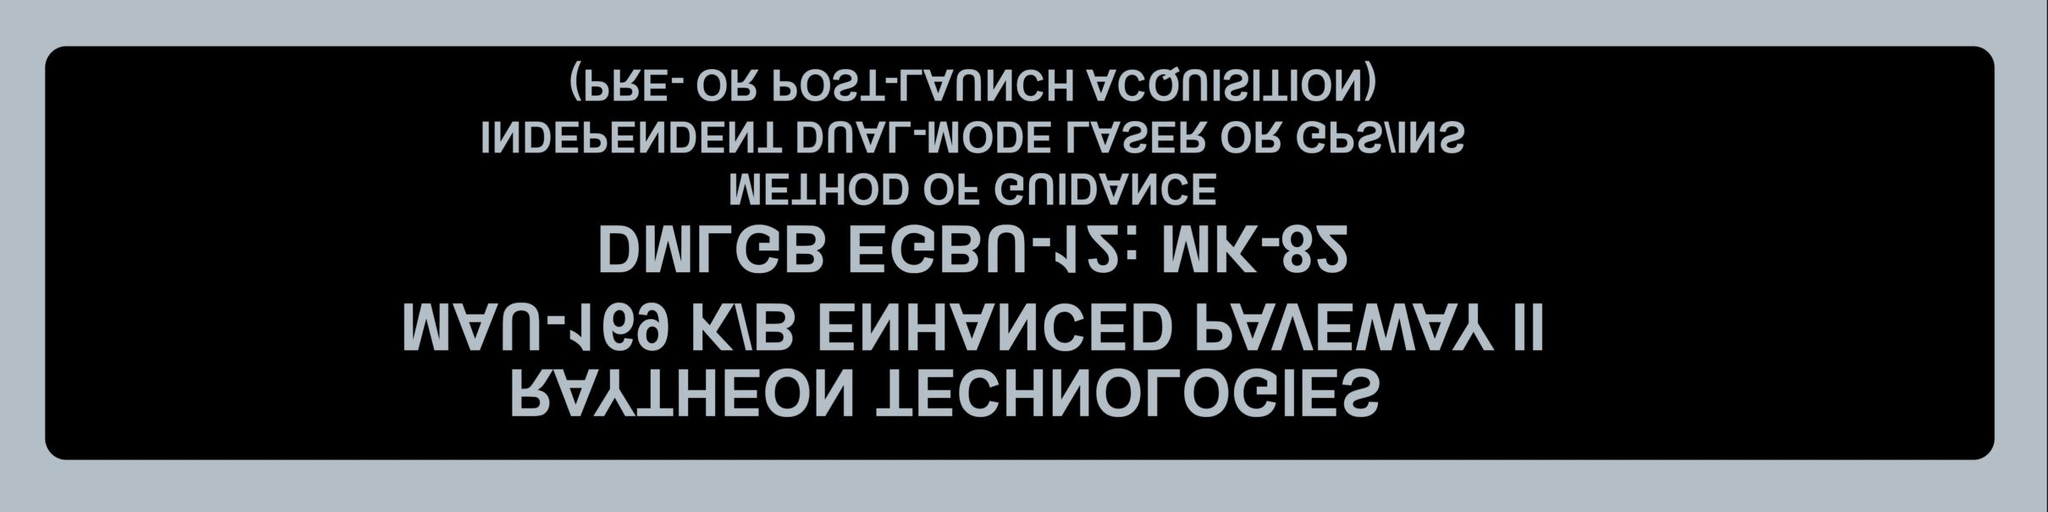 RAYTHEON TECHNOLOGIES
MAU-169 K/B ENHANCED PAVEWAY II
DMLGB EGBU-12: MK-82
METHOD OF GUIDANCE
INDEPENDENT DUAL-MODE LASER OR GPS/INS
(PRE- OR POST-LAUNCH ACQUISITION)